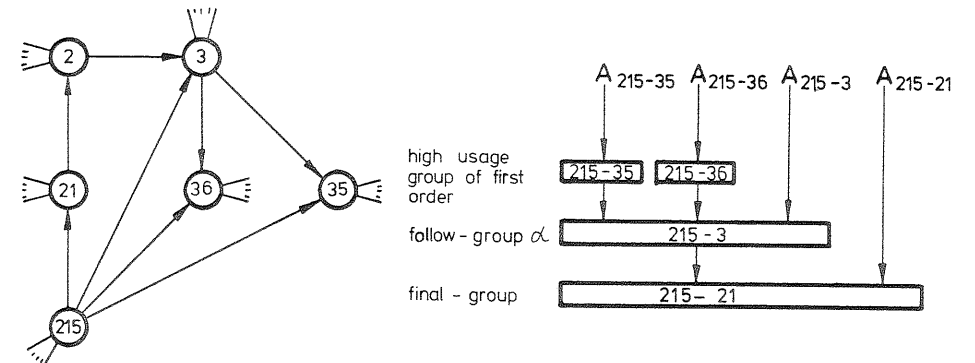 2
3
21
36
35
215
A215-35
A215-36
A215-3
A215-21
high usage
group of first
order
215-35
215-36
follow-group α
215-3
final-group
215-21